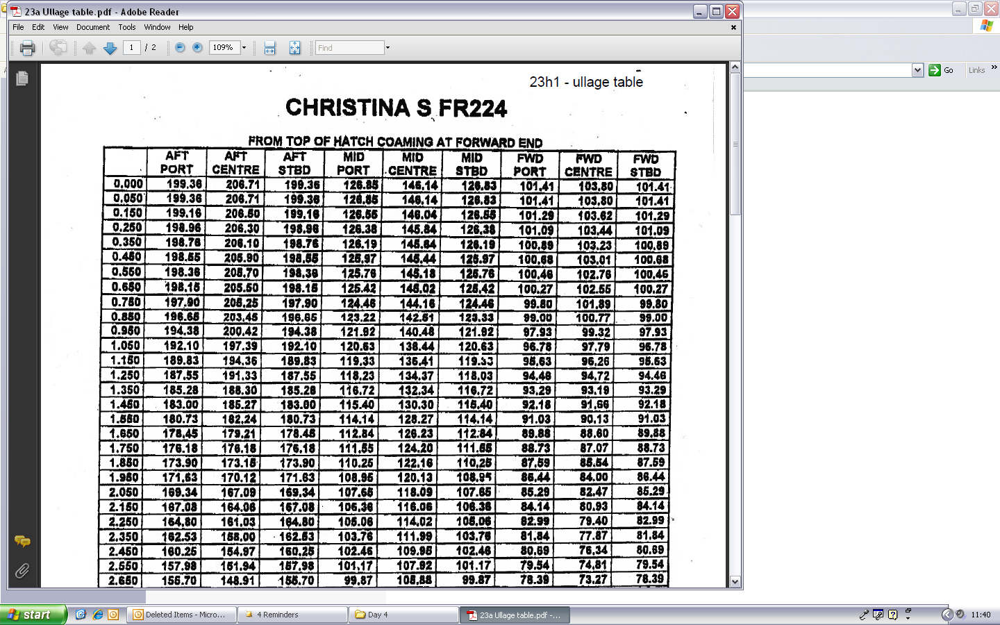 23a Ullage table.pdf - Adobe Reader
File Edit View Document Tools Window Help
1 / 2 109% Find
Go Links »
23h1 - ullage table
CHRISTINA S FR224
FROM TOP OF HATCH COAMING AT FORWARD END
AFT PORT AFT CENTRE AFT STBD MID PORT MID CENTRE MID STBD FWD PORT FWD CENTRE FWD STBD
0.000 199.36 206.71 199.36 126.85 146.14 126.83 101.41 103.80 101.41
0.050 199.36 206.71 199.36 126.85 146.14 126.83 101.41 103.80 101.41
0.150 199.16 206.50 199.16 126.55 146.04 126.55 101.29 103.62 101.29
0.250 198.96 206.30 198.96 126.38 145.84 126.38 101.09 103.44 101.09
0.350 198.76 206.10 198.76 126.19 145.64 126.19 100.89 103.23 100.89
0.450 198.55 205.90 198.55 125.97 145.44 125.97 100.68 103.01 100.68
0.550 198.36 205.70 198.36 125.76 145.18 125.76 100.46 102.76 100.46
0.650 198.15 205.50 198.15 125.42 145.02 125.42 100.27 102.55 100.27
0.750 197.90 205.25 197.90 124.46 144.16 124.46 99.80 101.89 99.80
0.850 196.65 203.45 196.65 123.22 142.51 123.33 99.00 100.77 99.00
0.950 194.38 200.42 194.38 121.92 140.48 121.92 97.93 99.32 97.93
1.050 192.10 197.39 192.10 120.63 138.44 120.63 96.78 97.79 96.78
1.150 189.83 194.36 189.83 119.33 136.41 119.33 95.63 96.26 95.63
1.250 187.55 191.33 187.55 118.23 134.37 118.03 94.46 94.72 94.46
1.350 185.28 188.30 185.28 116.72 132.34 116.72 93.29 93.19 93.29
1.450 183.00 185.27 183.00 115.40 130.30 115.40 92.18 91.66 92.18
1.550 180.73 182.24 180.73 114.14 128.27 114.14 91.03 90.13 91.03
1.650 178.45 179.21 178.45 112.84 126.23 112.84 89.88 88.60 89.88
1.750 176.18 176.18 176.18 111.55 124.20 111.55 88.73 87.07 88.73
1.850 173.90 173.15 173.90 110.25 122.16 110.25 87.59 85.54 87.59
1.950 171.63 170.12 171.63 108.95 120.13 108.95 86.44 84.00 86.44
2.050 169.34 167.09 169.34 107.65 118.09 107.65 85.29 82.47 85.29
2.150 167.08 164.06 167.08 106.36 116.06 106.36 84.14 80.93 84.14
2.250 164.80 161.03 164.80 105.06 114.02 105.06 82.99 79.40 82.99
2.350 162.53 158.00 162.53 103.76 111.99 103.76 81.84 77.87 81.84
2.450 160.25 154.97 160.25 102.46 109.95 102.46 80.69 76.34 80.69
2.550 157.98 151.94 157.98 101.17 107.92 101.17 79.54 74.81 79.54
2.650 155.70 148.91 155.70 99.87 105.88 99.87 78.39 73.27 78.39
start Deleted Items - Micro... 4 Reminders Day 4 23a Ullage table.pdf -... 11:40